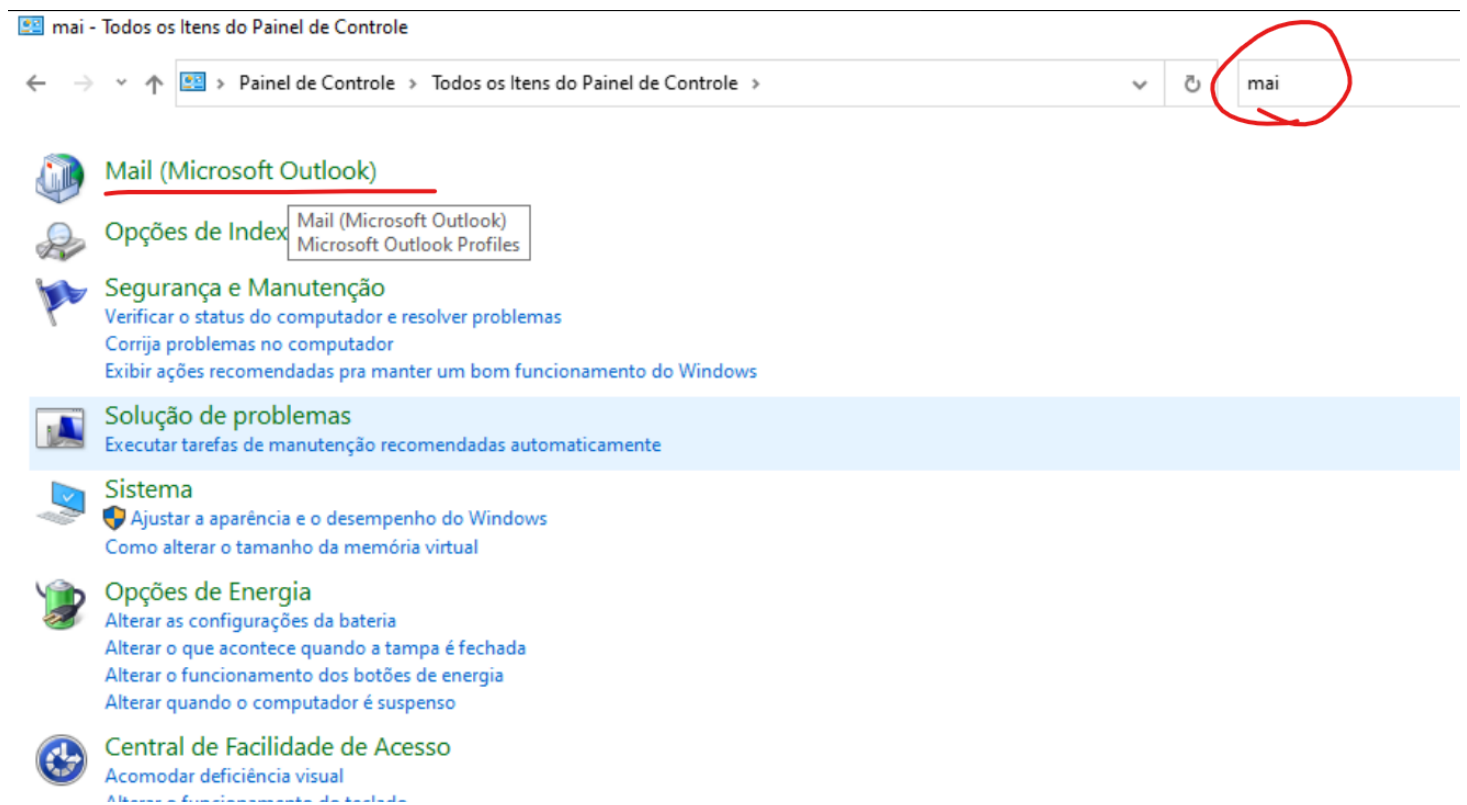 mai - Todos os Itens do Painel de Controle
Painel de Controle > Todos os Itens do Painel de Controle >
mai
Mail (Microsoft Outlook)
Opções de Index
Mail (Microsoft Outlook)
Microsoft Outlook Profiles
Segurança e Manutenção
Verificar o status do computador e resolver problemas
Corrija problemas no computador
Exibir ações recomendadas pra manter um bom funcionamento do Windows
Solução de problemas
Executar tarefas de manutenção recomendadas automaticamente
Sistema
Ajustar a aparência e o desempenho do Windows
Como alterar o tamanho da memória virtual
Opções de Energia
Alterar as configurações da bateria
Alterar o que acontece quando a tampa é fechada
Alterar o funcionamento dos botões de energia
Alterar quando o computador é suspenso
Central de Facilidade de Acesso
Acomodar deficiência visual
Alterar o funcionamento do teclado